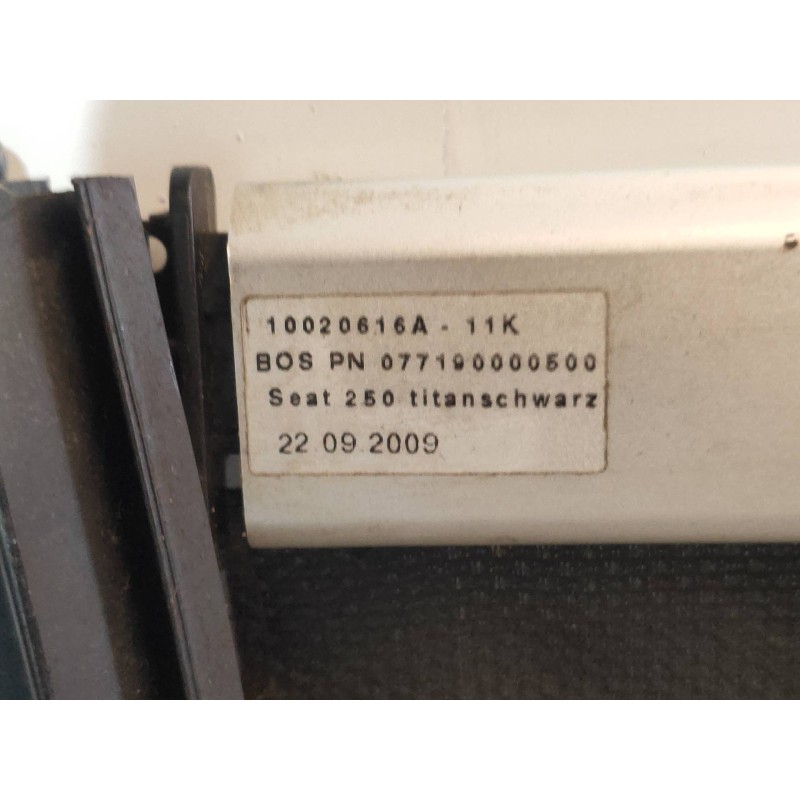 10020616A - 11K
BOS PN 077190000500
Seat 250 titanschwarz
22 09 2009